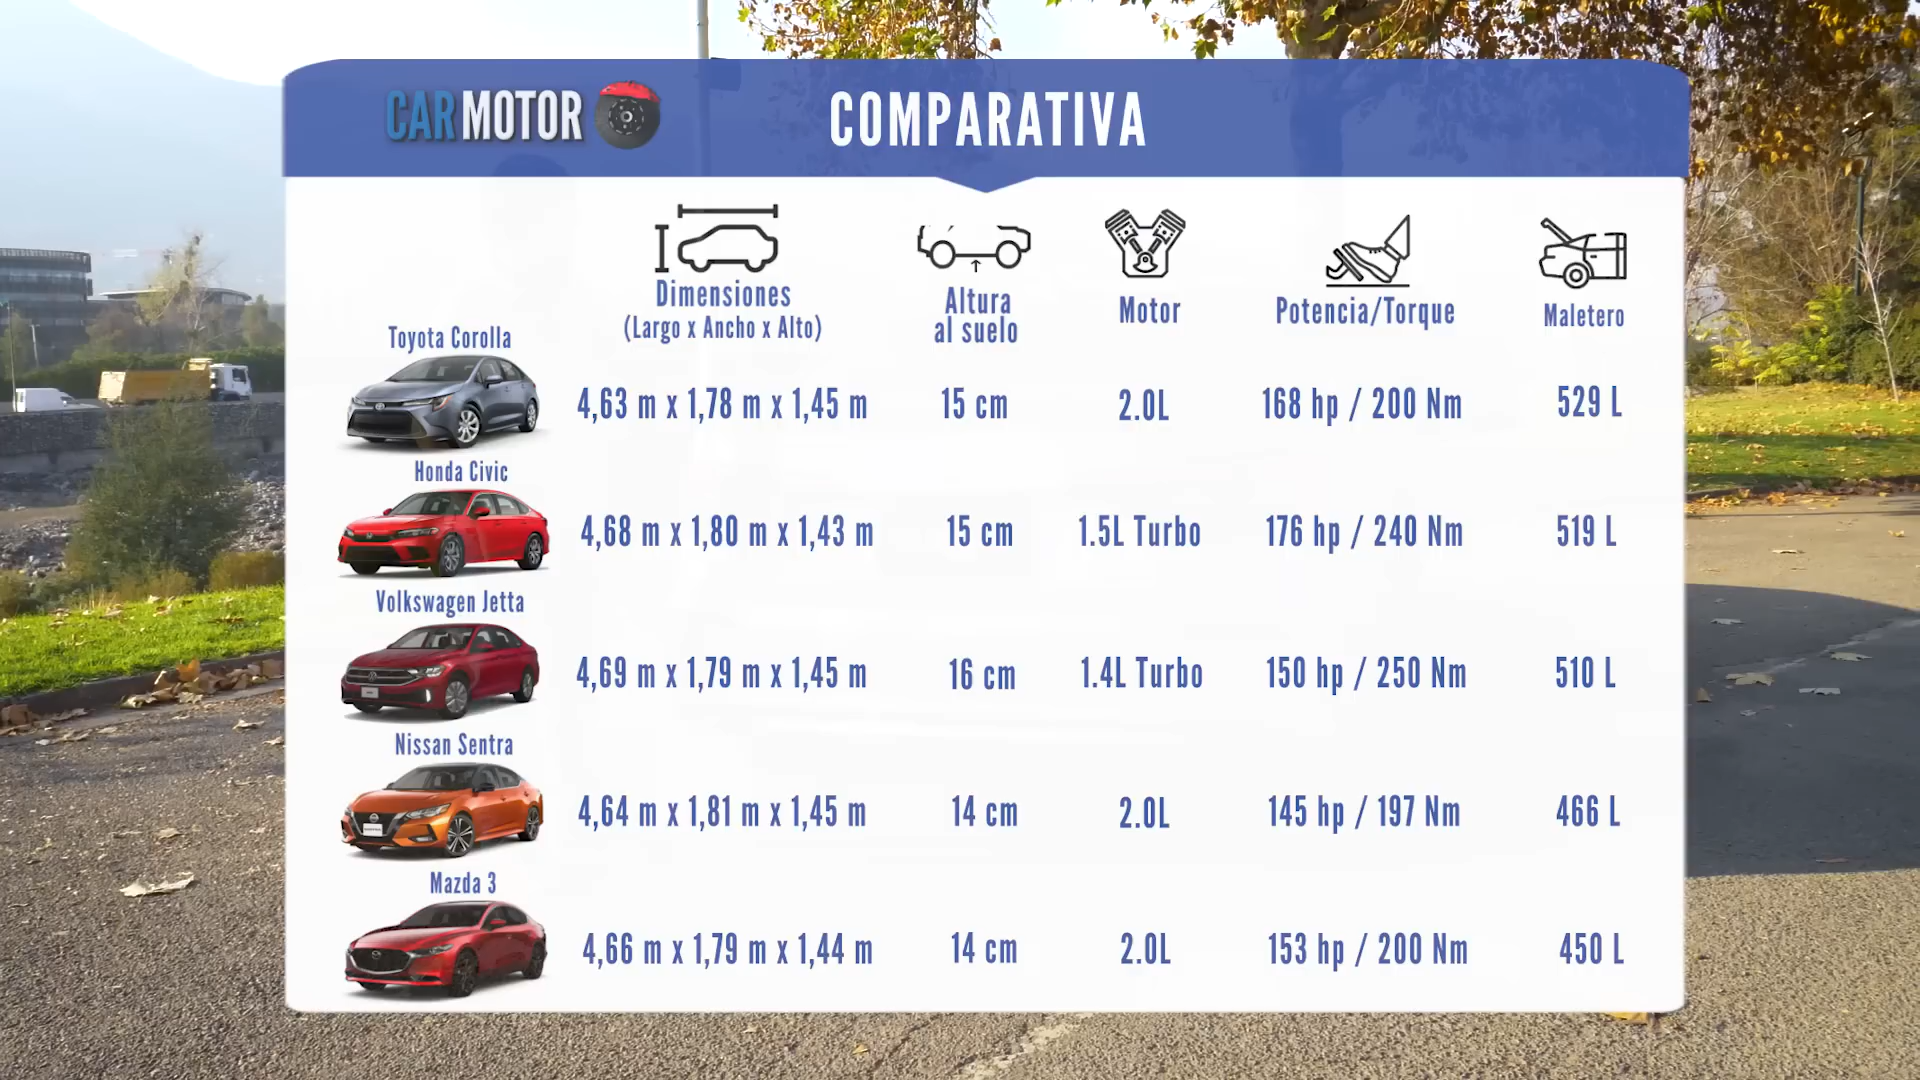 CARMOTOR
COMPARATIVA
Dimensiones
(Largo x Ancho x Alto)
Altura
al suelo
Motor
Potencia/Torque
Maletero
Toyota Corolla
4,63 m x 1,78 m x 1,45 m 15 cm 2.0L 168 hp / 200 Nm 529 L
Honda Civic
4,68 m x 1,80 m x 1,43 m 15 cm 1.5L Turbo 176 hp / 240 Nm 519 L
Volkswagen Jetta
4,69 m x 1,79 m x 1,45 m 16 cm 1.4L Turbo 150 hp / 250 Nm 510 L
Nissan Sentra
4,64 m x 1,81 m x 1,45 m 14 cm 2.0L 145 hp / 197 Nm 466 L
Mazda 3
4,66 m x 1,79 m x 1,44 m 14 cm 2.0L 153 hp / 200 Nm 450 L